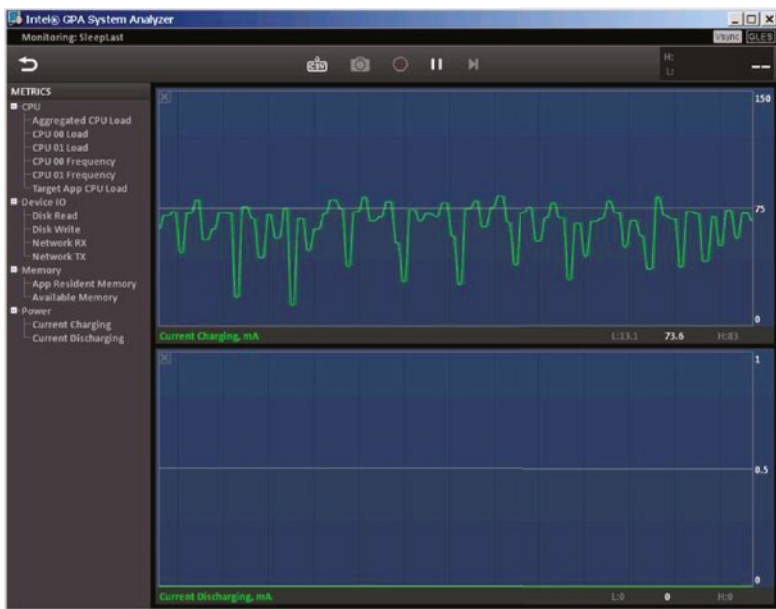 Intel® GPA System Analyzer
Monitoring: SleepLast
Vsync GLES
CSV
H:
L:
--
METRICS
CPU
Aggregated CPU Load
CPU 00 Load
CPU 01 Load
CPU 00 Frequency
CPU 01 Frequency
Target App CPU Load
Device IO
Disk Read
Disk Write
Network RX
Network TX
Memory
App Resident Memory
Available Memory
Power
Current Charging
Current Discharging
150
75
0
Current Charging, mA L:13.1 73.6 H:83
1
0.5
0
Current Discharging, mA L:0 0 H:0